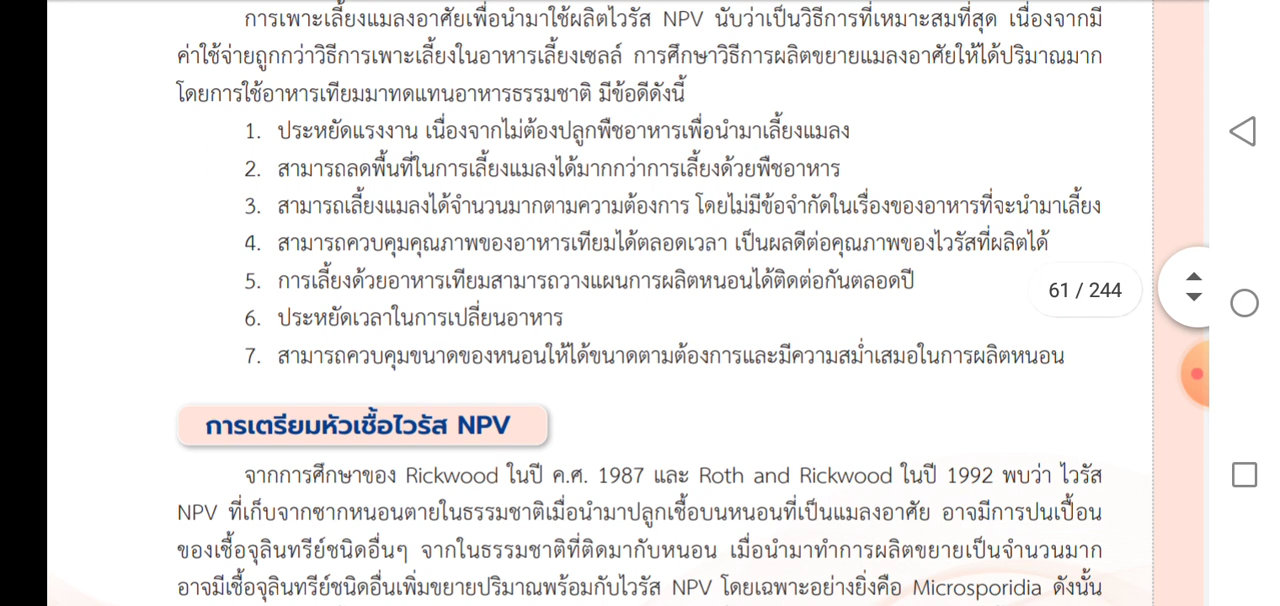 การเพาะเลี้ยงแมลงอาศัยเพื่อนำมาใช้ผลิตไวรัส NPV นับว่าเป็นวิธีการที่เหมาะสมที่สุด เนื่องจากมี
ค่าใช้จ่ายถูกกว่าวิธีการเพาะเลี้ยงในอาหารเลี้ยงเซลล์ การศึกษาวิธีการผลิตขยายแมลงอาศัยให้ได้ปริมาณมาก
โดยการใช้อาหารเทียมมาทดแทนอาหารธรรมชาติ มีข้อดีดังนี้
1. ประหยัดแรงงาน เนื่องจากไม่ต้องปลูกพืชอาหารเพื่อนำมาเลี้ยงแมลง
2. สามารถลดพื้นที่ในการเลี้ยงแมลงได้มากกว่าการเลี้ยงด้วยพืชอาหาร
3. สามารถเลี้ยงแมลงได้จำนวนมากตามความต้องการ โดยไม่มีข้อจำกัดในเรื่องของอาหารที่จะนำมาเลี้ยง
4. สามารถควบคุมคุณภาพของอาหารเทียมได้ตลอดเวลา เป็นผลดีต่อคุณภาพของไวรัสที่ผลิตได้
5. การเลี้ยงด้วยอาหารเทียมสามารถวางแผนการผลิตหนอนได้ติดต่อกันตลอดปี
61 / 244
6. ประหยัดเวลาในการเปลี่ยนอาหาร
7. สามารถควบคุมขนาดของหนอนให้ได้ขนาดตามต้องการและมีความสม่ำเสมอในการผลิตหนอน
การเตรียมหัวเชื้อไวรัส NPV
จากการศึกษาของ Rickwood ในปี ค.ศ. 1987 และ Roth and Rickwood ในปี 1992 พบว่า ไวรัส
NPV ที่เก็บจากซากหนอนตายในธรรมชาติเมื่อนำมาปลูกเชื้อบนหนอนที่เป็นแมลงอาศัย อาจมีการปนเปื้อน
ของเชื้อจุลินทรีย์ชนิดอื่นๆ จากในธรรมชาติที่ติดมากับหนอน เมื่อนำมาทำการผลิตขยายเป็นจำนวนมาก
อาจมีเชื้อจุลินทรีย์ชนิดอื่นเพิ่มขยายปริมาณพร้อมกับไวรัส NPV โดยเฉพาะอย่างยิ่งคือ Microsporidia ดังนั้น